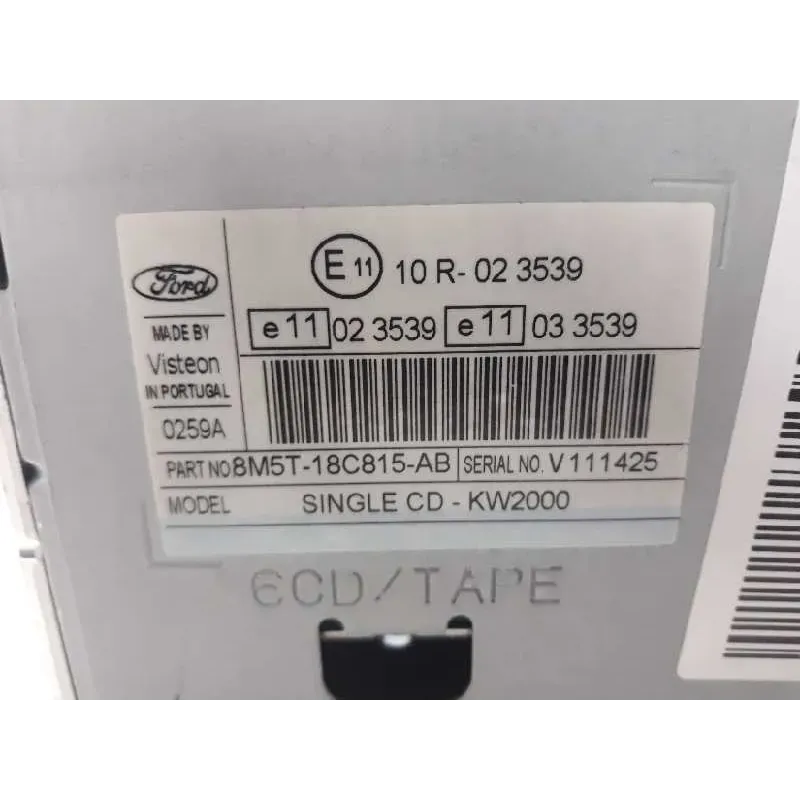 E 11 10 R- 02 3539
Ford
e 11 02 3539 e 11 03 3539
MADE BY
Visteon
IN PORTUGAL
0259A
PART NO 8M5T-18C815-AB SERIAL NO. V 111425
MODEL SINGLE CD - KW2000
6CD/TAPE